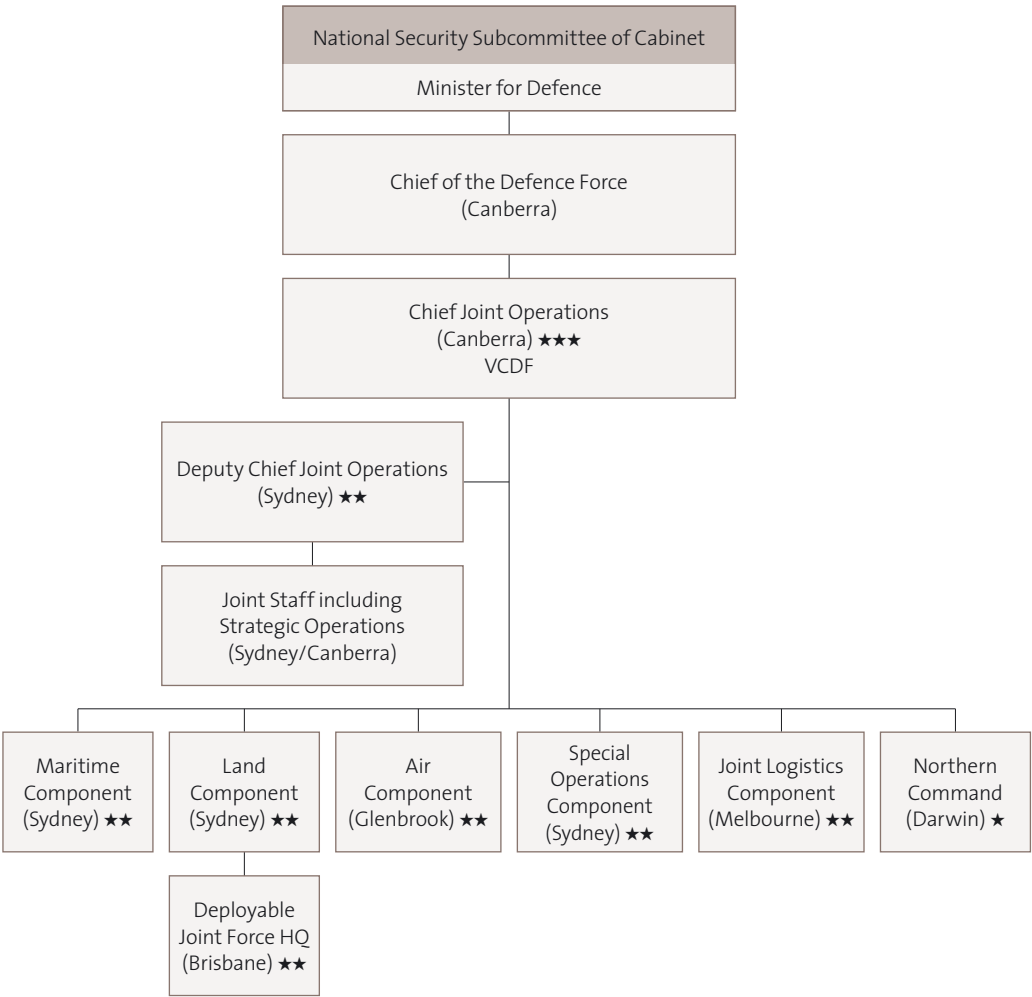 National Security Subcommittee of Cabinet
Minister for Defence
Chief of the Defence Force
(Canberra)
Chief Joint Operations
(Canberra) ★★★
VCDF
Deputy Chief Joint Operations
(Sydney) ★★
Joint Staff including
Strategic Operations
(Sydney/Canberra)
Maritime
Component
(Sydney) ★★
Land
Component
(Sydney) ★★
Air
Component
(Glenbrook) ★★
Special
Operations
Component
(Sydney) ★★
Joint Logistics
Component
(Melbourne) ★★
Northern
Command
(Darwin) ★
Deployable
Joint Force HQ
(Brisbane) ★★